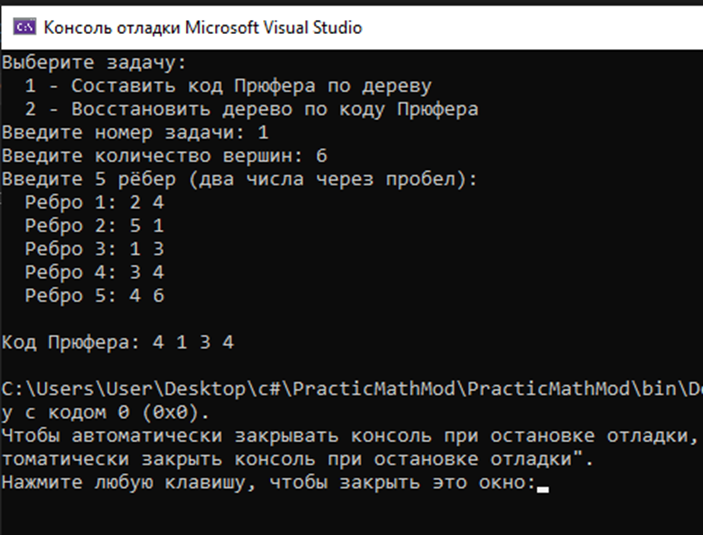 Консоль отладки Microsoft Visual Studio
Выберите задачу:
1 - Составить код Прюфера по дереву
2 - Восстановить дерево по коду Прюфера
Введите номер задачи: 1
Введите количество вершин: 6
Введите 5 рёбер (два числа через пробел):
Ребро 1: 2 4
Ребро 2: 5 1
Ребро 3: 1 3
Ребро 4: 3 4
Ребро 5: 4 6
Код Прюфера: 4 1 3 4
C:\Users\User\Desktop\c#\PracticMathMod\PracticMathMod\bin\De
у с кодом 0 (0x0).
Чтобы автоматически закрывать консоль при остановке отладки,
томатически закрыть консоль при остановке отладки".
Нажмите любую клавишу, чтобы закрыть это окно: